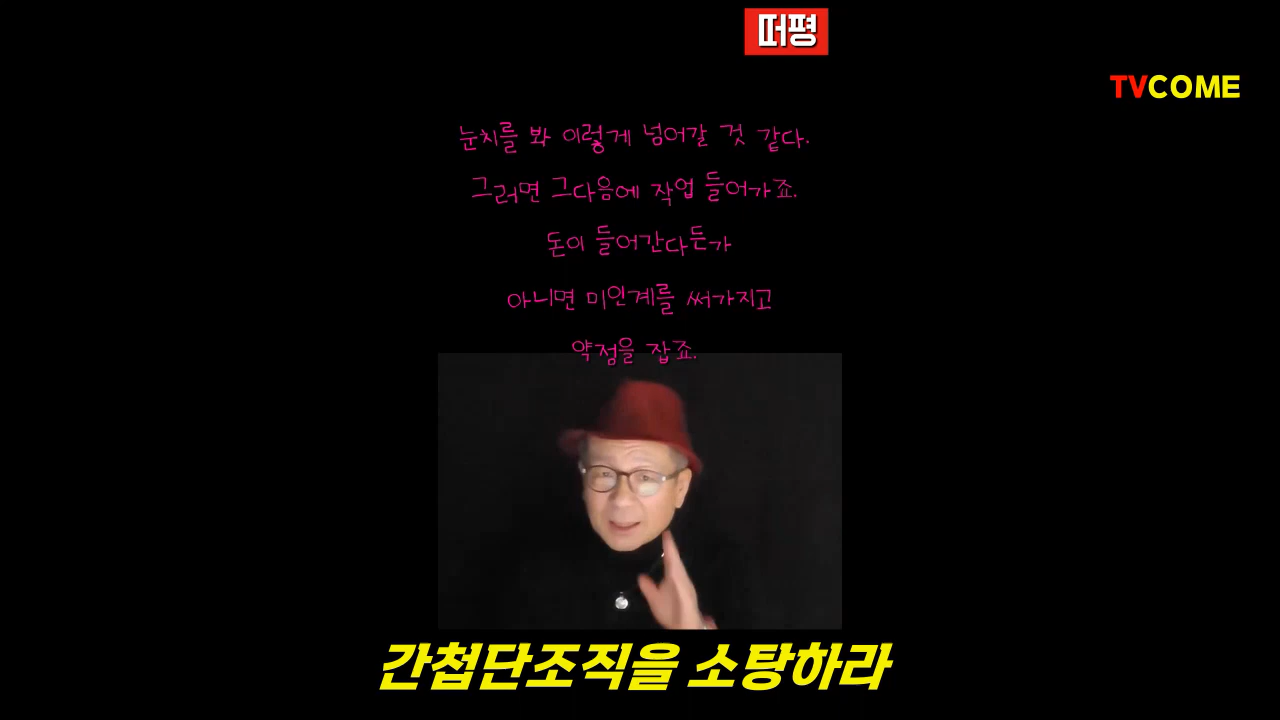 떠평
TVCOME
눈치를 봐 이렇게 넘어갈 것 같다.
그러면 그다음에 작업 들어가죠.
돈이 들어간다든가
아니면 미인계를 써가지고
약점을 잡죠.
간첩단조직을 소탕하라